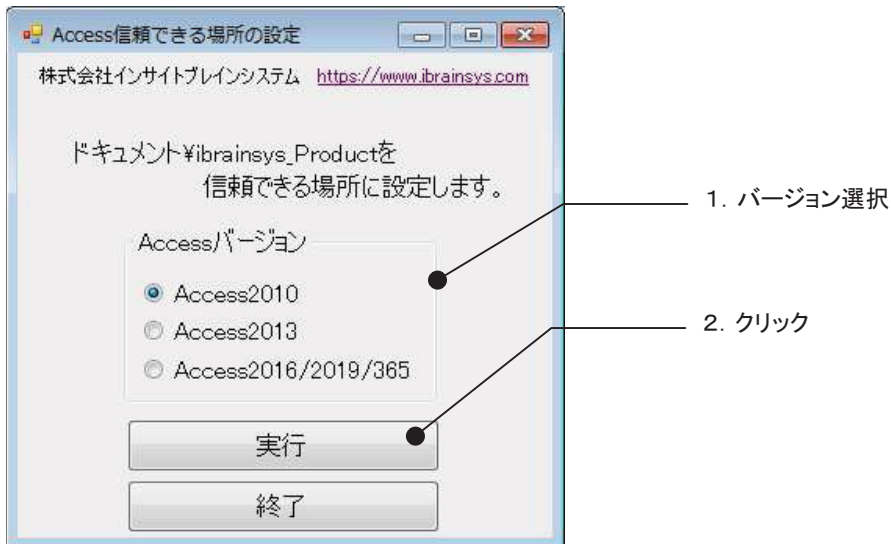 Access信頼できる場所の設定
株式会社インサイトブレインシステム https://www.ibrainsys.com
ドキュメント¥ibrainsys_Productを
信頼できる場所に設定します。
Accessバージョン
Access2010
Access2013
Access2016/2019/365
実行
終了
1. バージョン選択
2. クリック